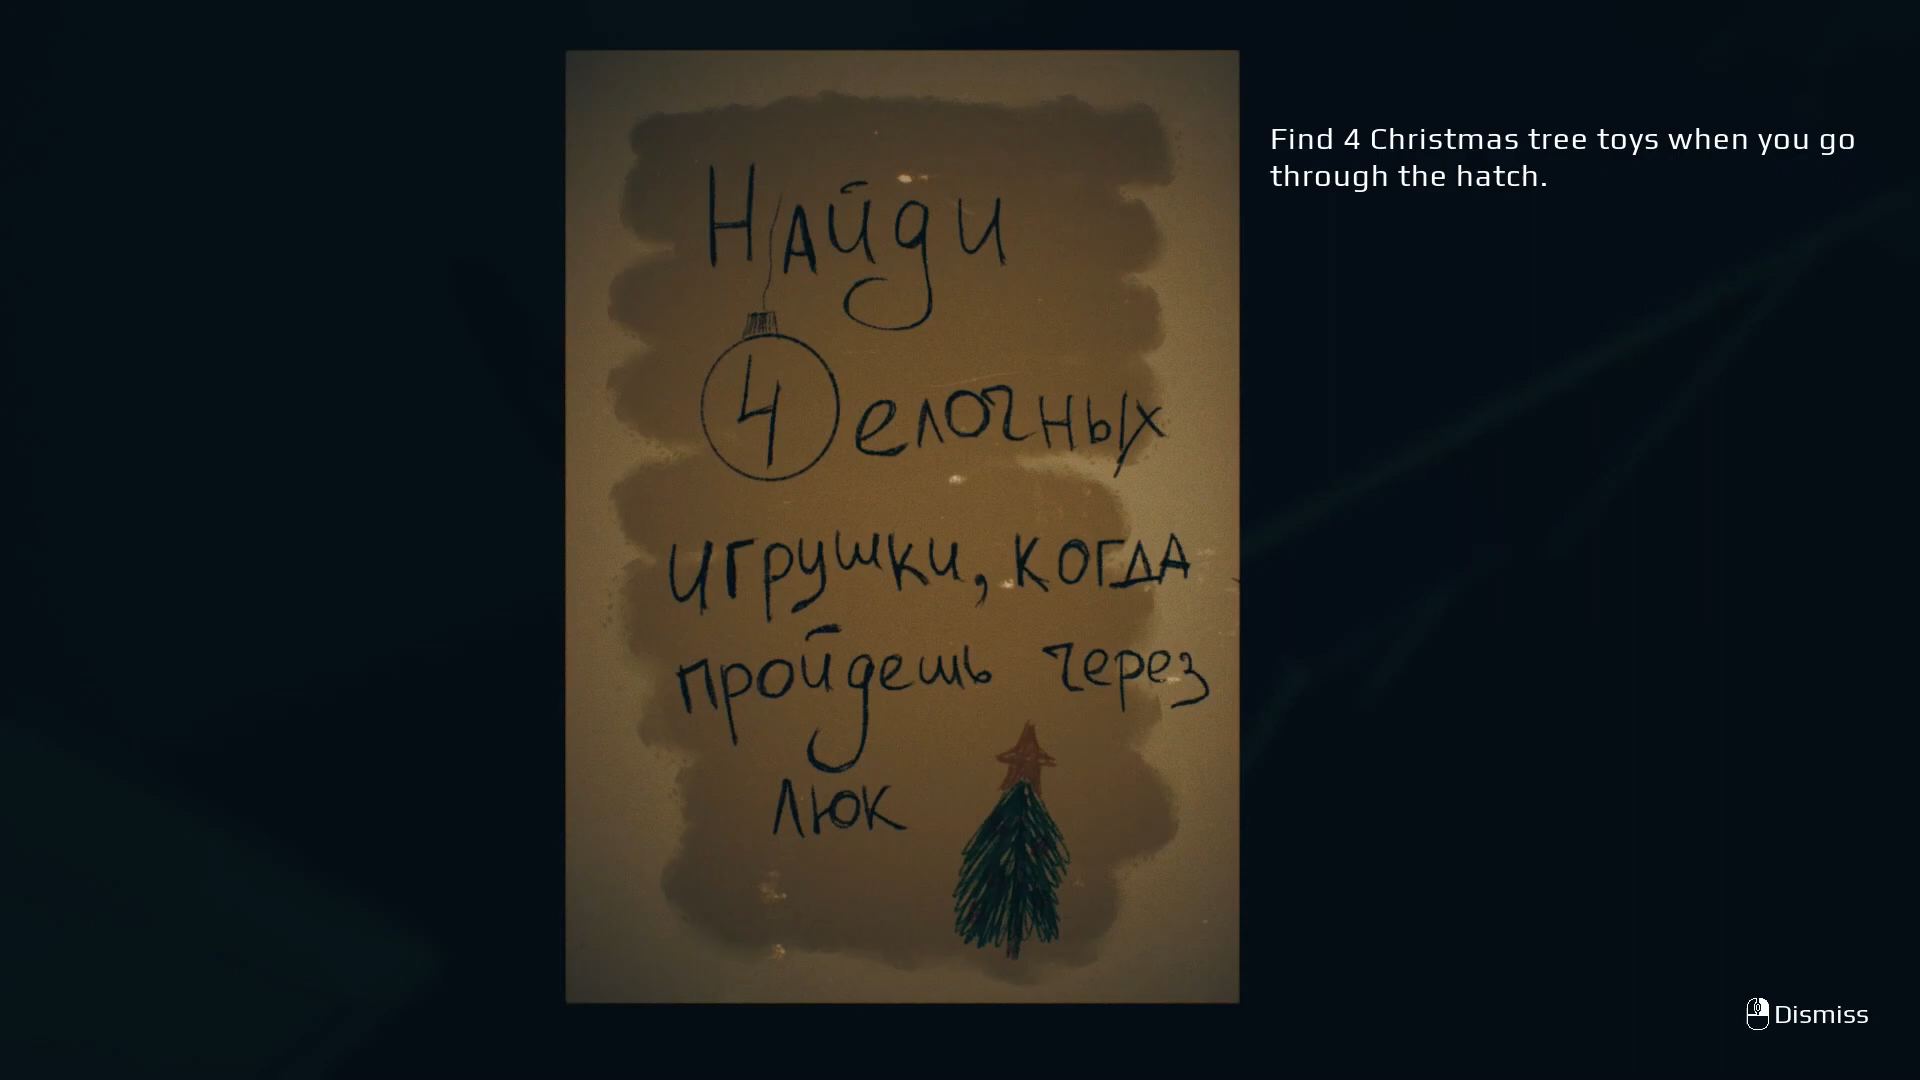 Найди
4 елочных
игрушки, когда
пройдешь через
люк
Find 4 Christmas tree toys when you go
through the hatch.
Dismiss